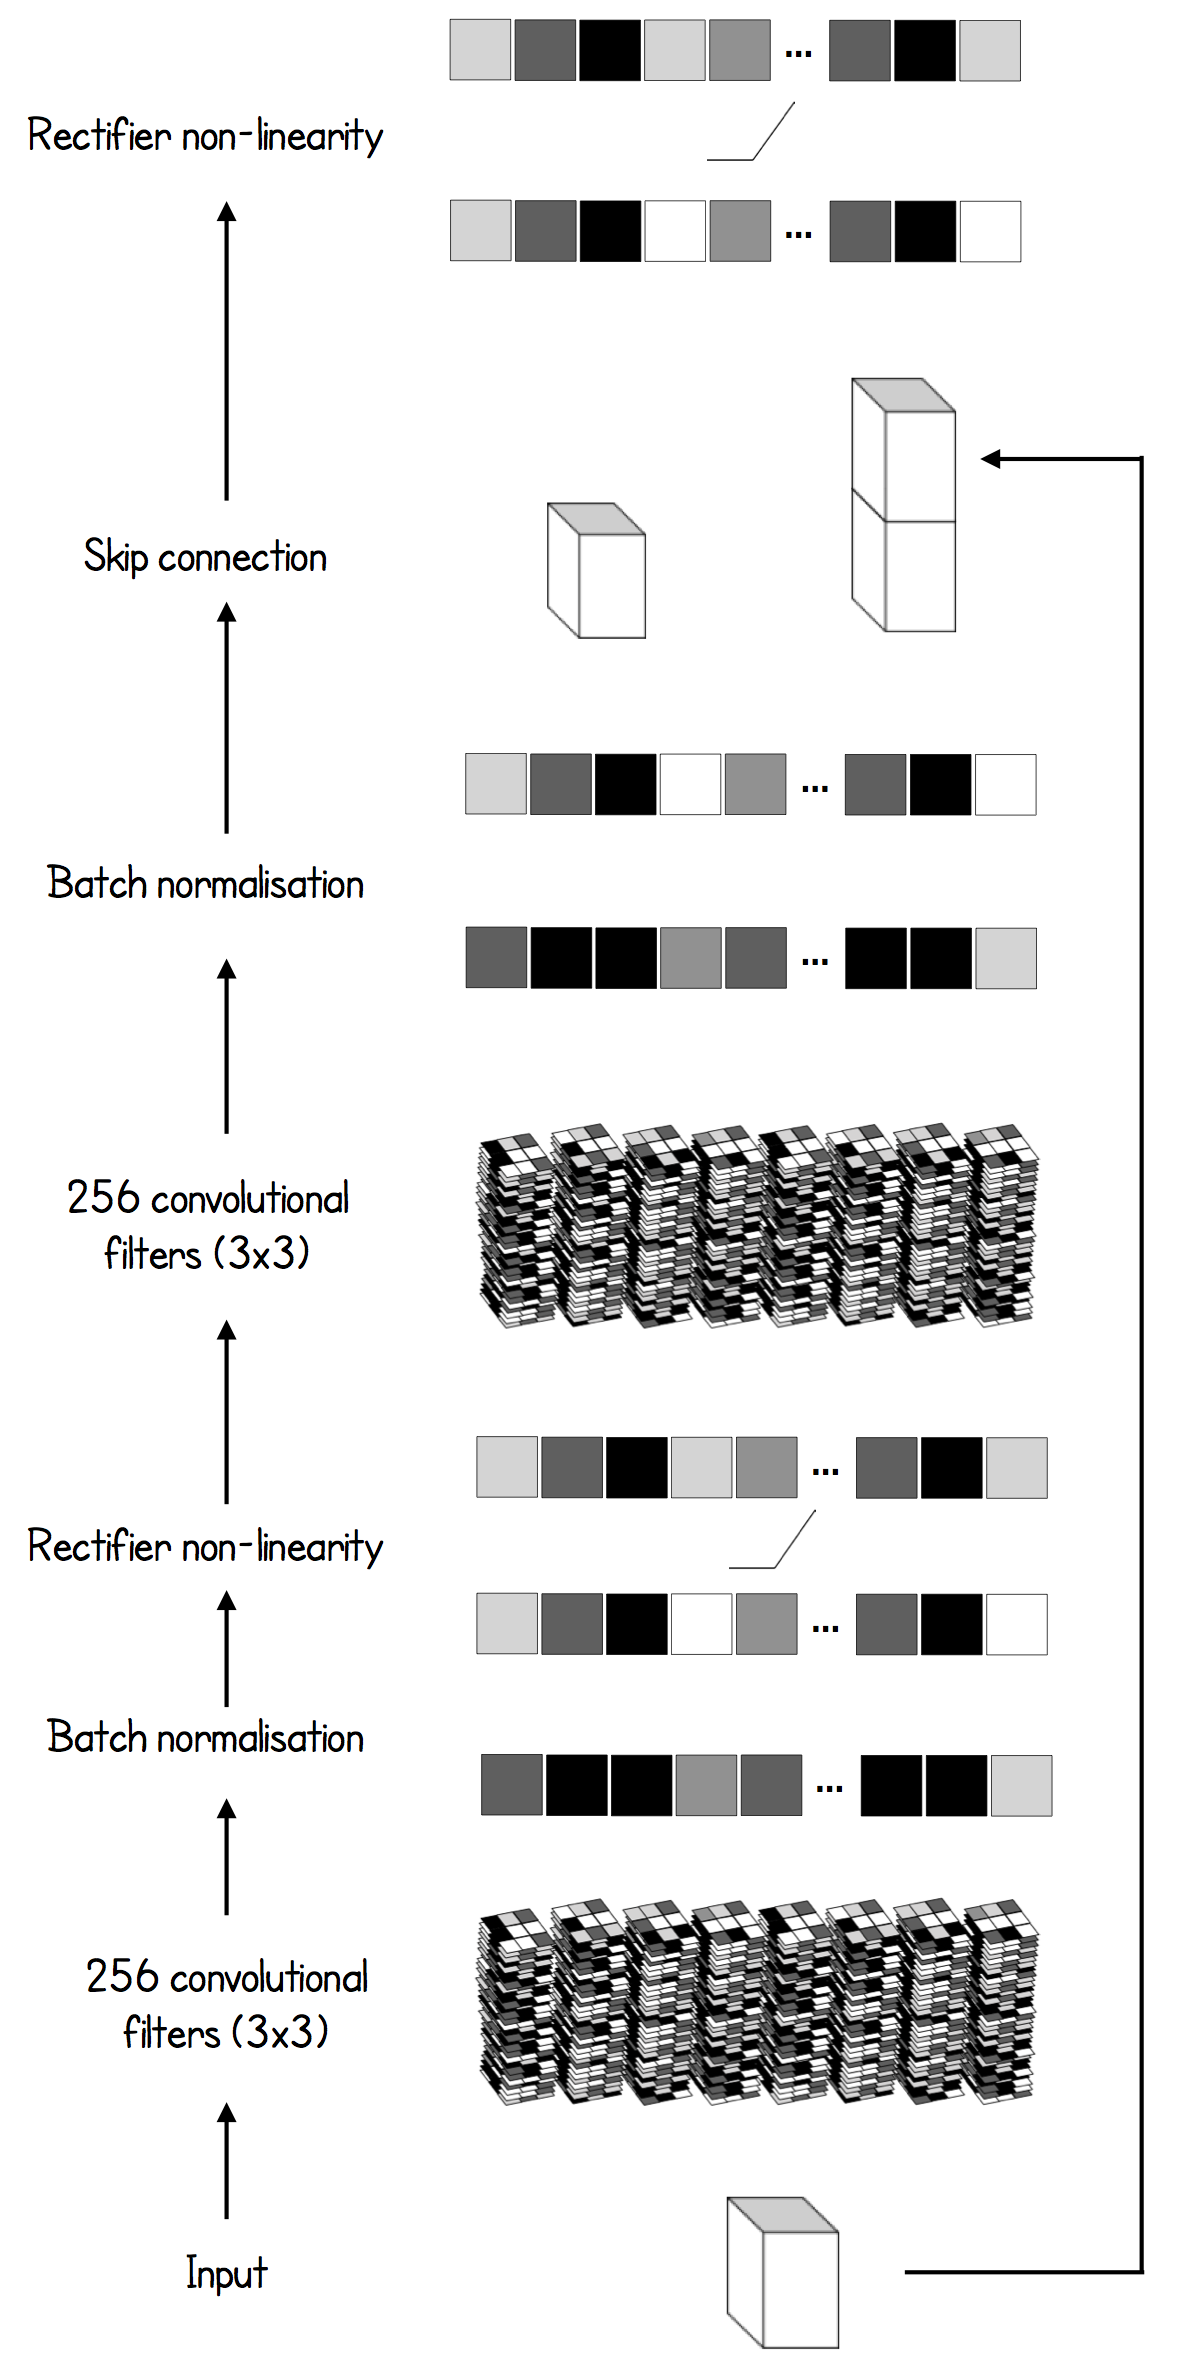 Rectifier non-linearity
Skip connection
Batch normalisation
256 convolutional
filters (3x3)
Rectifier non-linearity
Batch normalisation
256 convolutional
filters (3x3)
Input